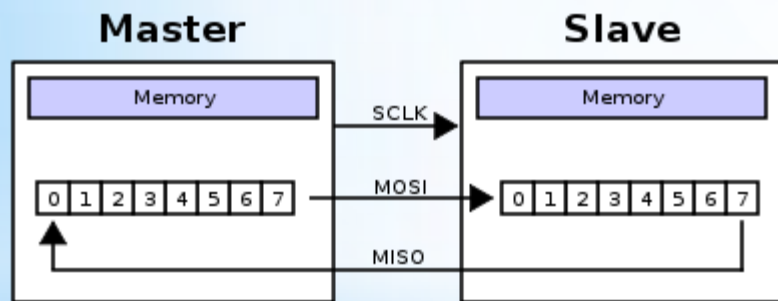 Master Slave
Memory Memory
SCLK
0 1 2 3 4 5 6 7 MOSI 0 1 2 3 4 5 6 7
MISO